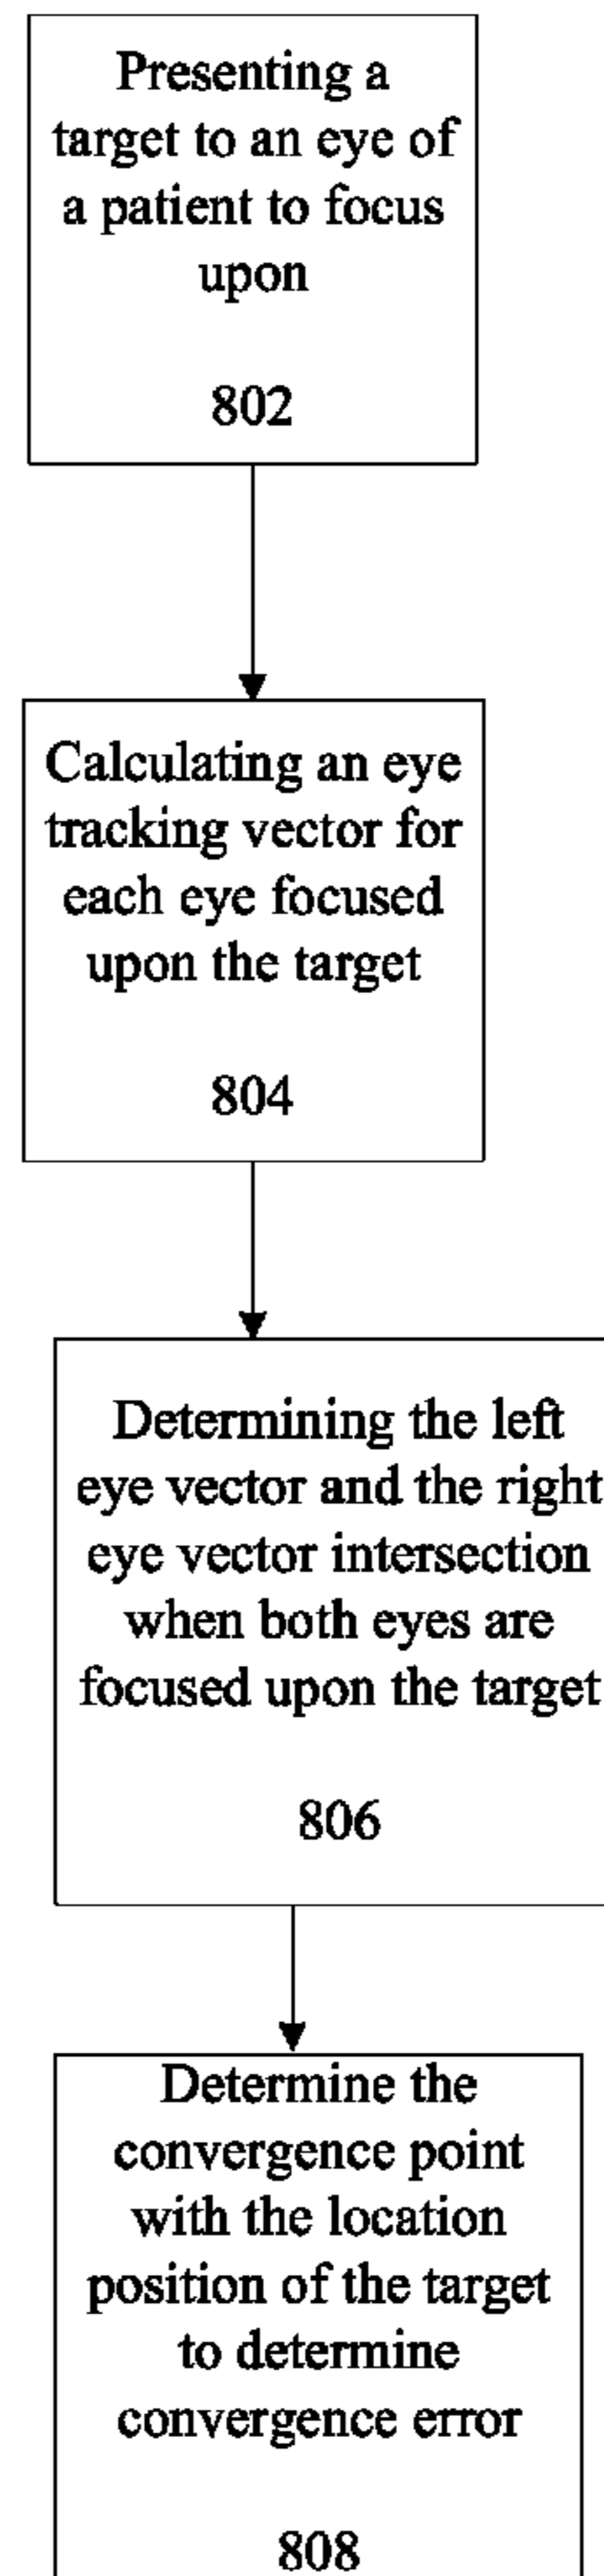 Presenting a
target to an eye of
a patient to focus
upon
802
Calculating an eye
tracking vector for
each eye focused
upon the target
804
Determining the left
eye vector and the right
eye vector intersection
when both eyes are
focused upon the target
806
Determine the
convergence point
with the location
position of the target
to determine
convergence error
808